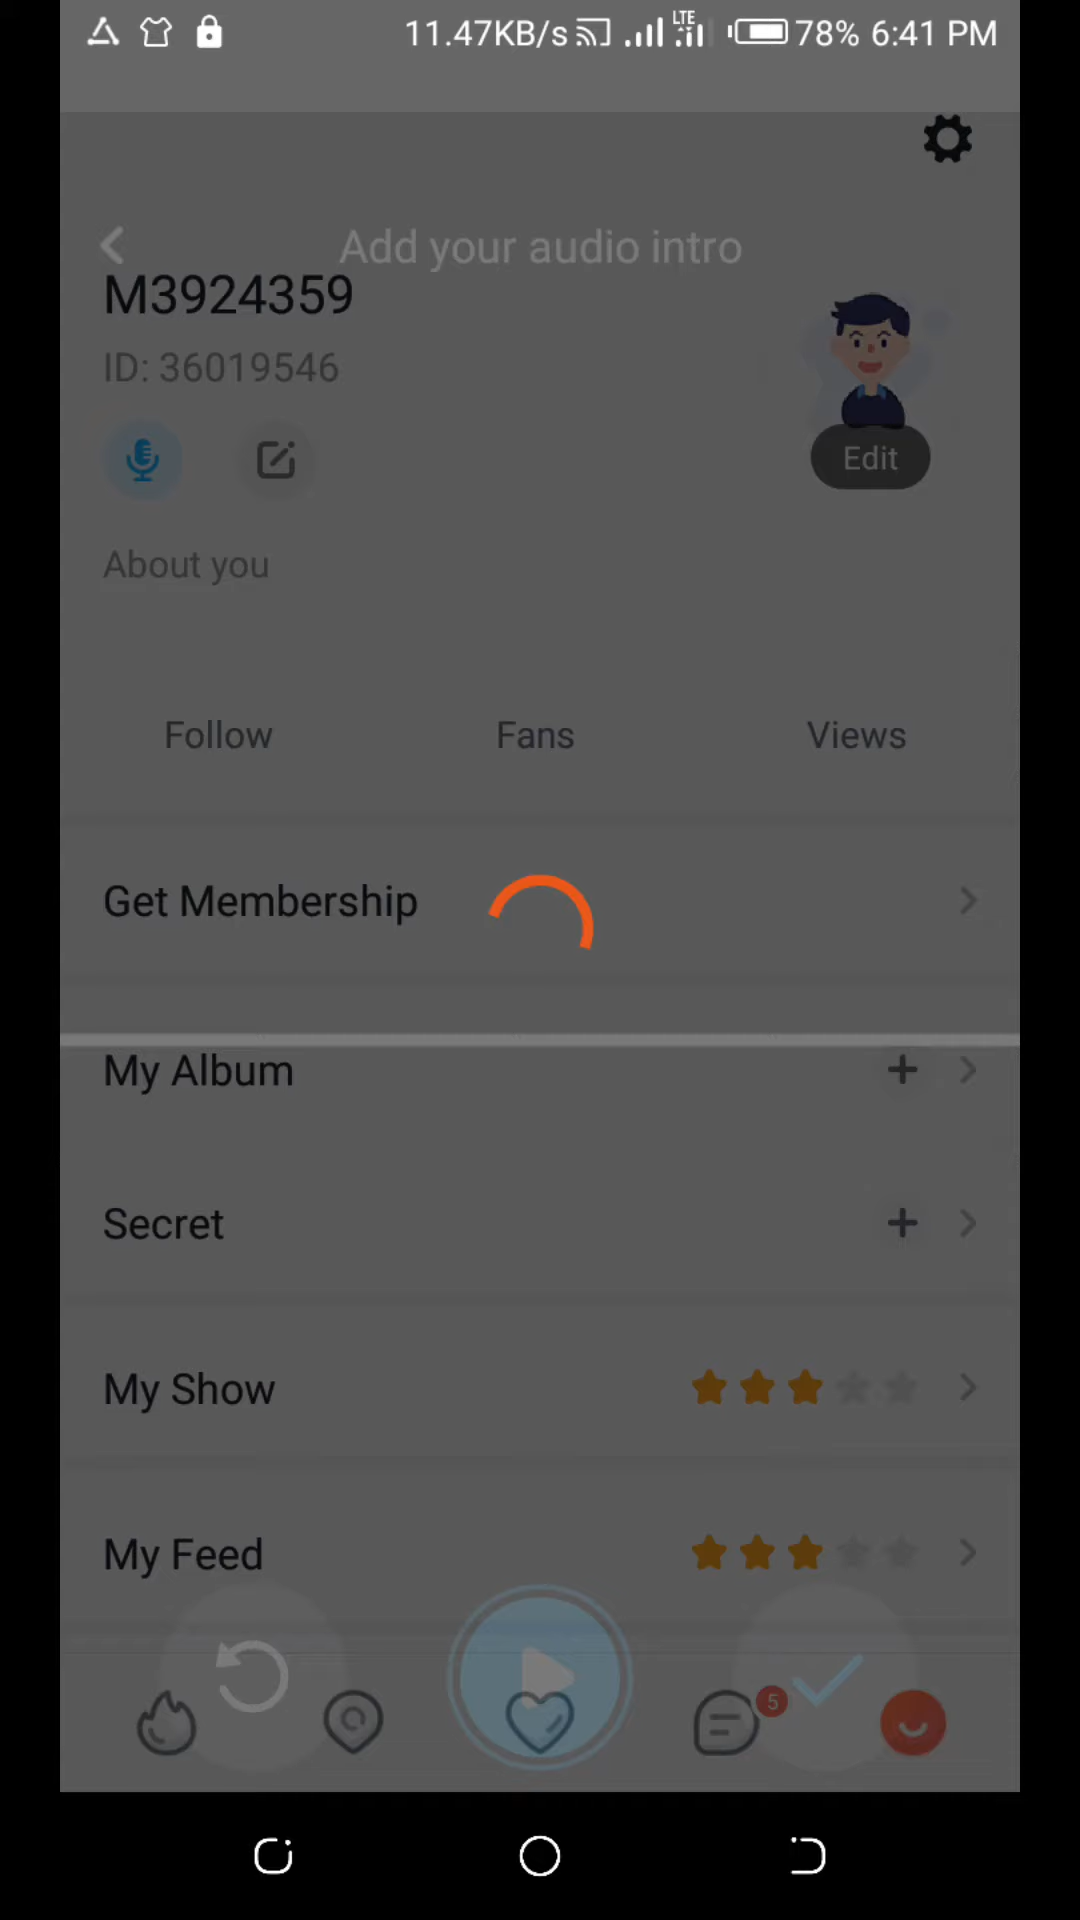 11.47KB/s LTE 78% 6:41 PM
Add your audio intro
M3924359
ID: 36019546
Edit
About you
Follow Fans Views
Get Membership
My Album
Secret
My Show
My Feed
5